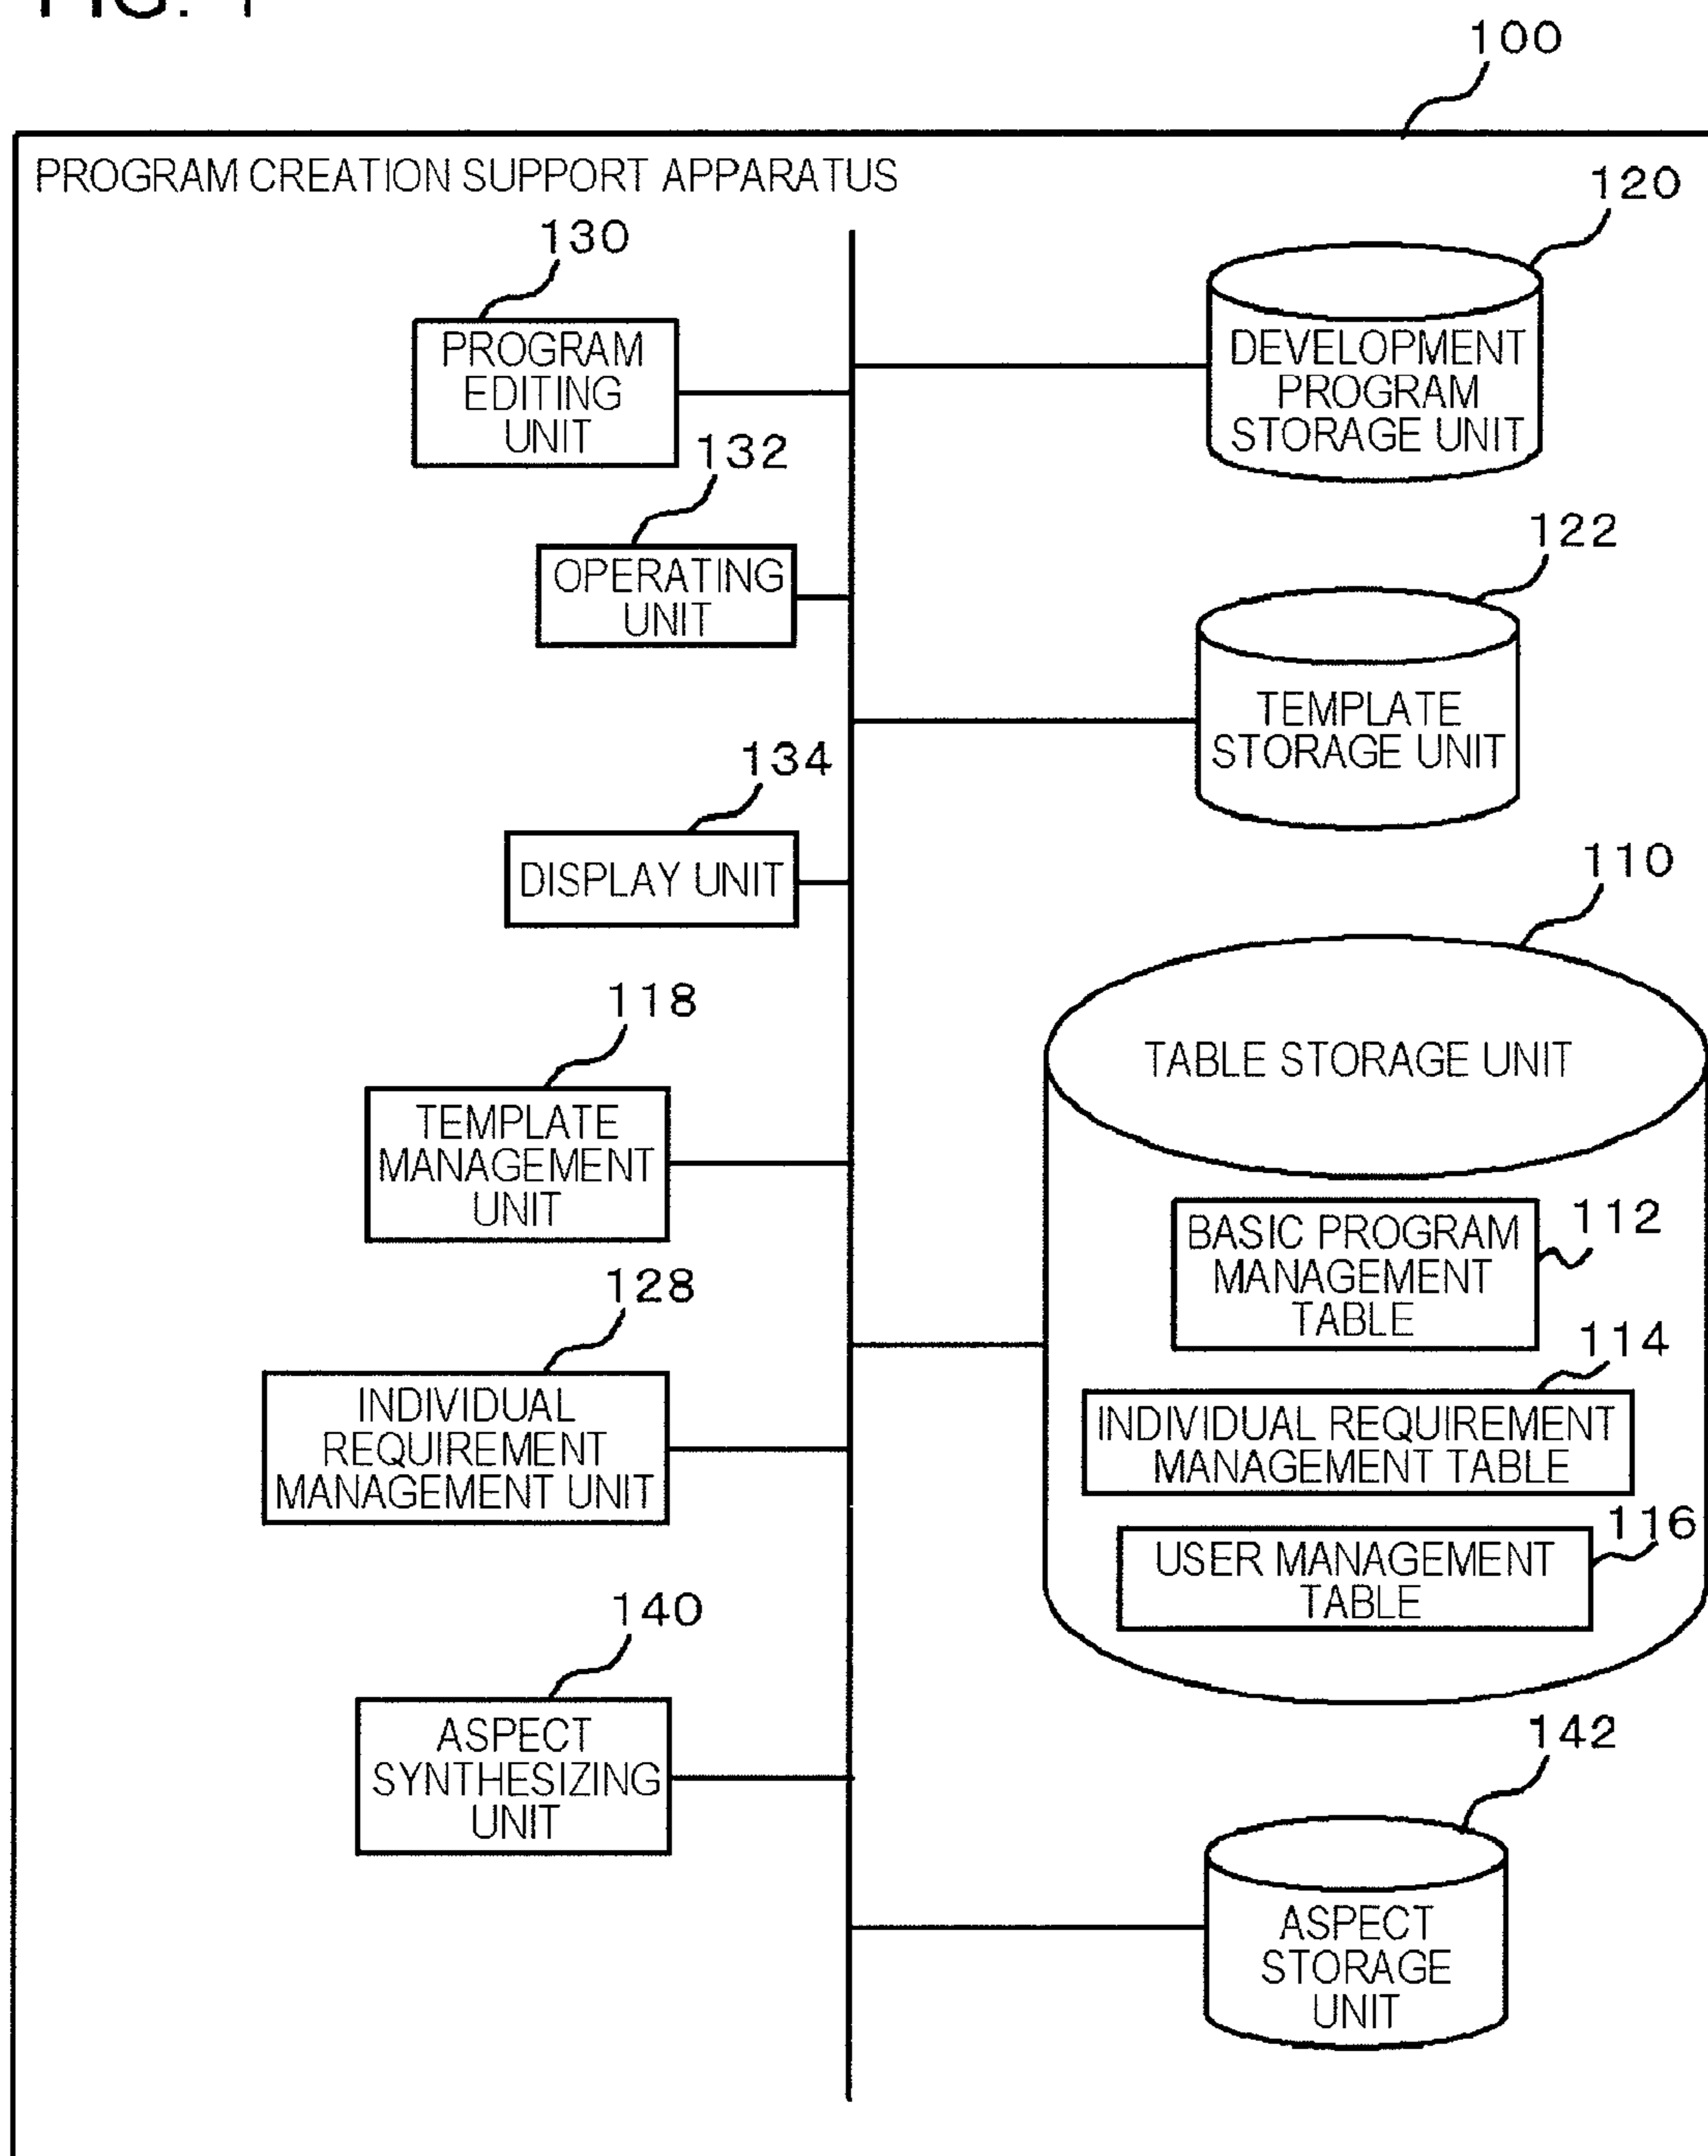 FIG. 1
100
PROGRAM CREATION SUPPORT APPARATUS
120
130
PROGRAM
EDITING
UNIT
DEVELOPMENT
PROGRAM
STORAGE UNIT
132
OPERATING
UNIT
122
TEMPLATE
STORAGE UNIT
134
DISPLAY UNIT
110
TABLE STORAGE UNIT
118
TEMPLATE
MANAGEMENT
UNIT
112
BASIC PROGRAM
MANAGEMENT
TABLE
128
INDIVIDUAL
REQUIREMENT
MANAGEMENT UNIT
114
INDIVIDUAL REQUIREMENT
MANAGEMENT TABLE
116
USER MANAGEMENT
TABLE
140
ASPECT
SYNTHESIZING
UNIT
142
ASPECT
STORAGE
UNIT